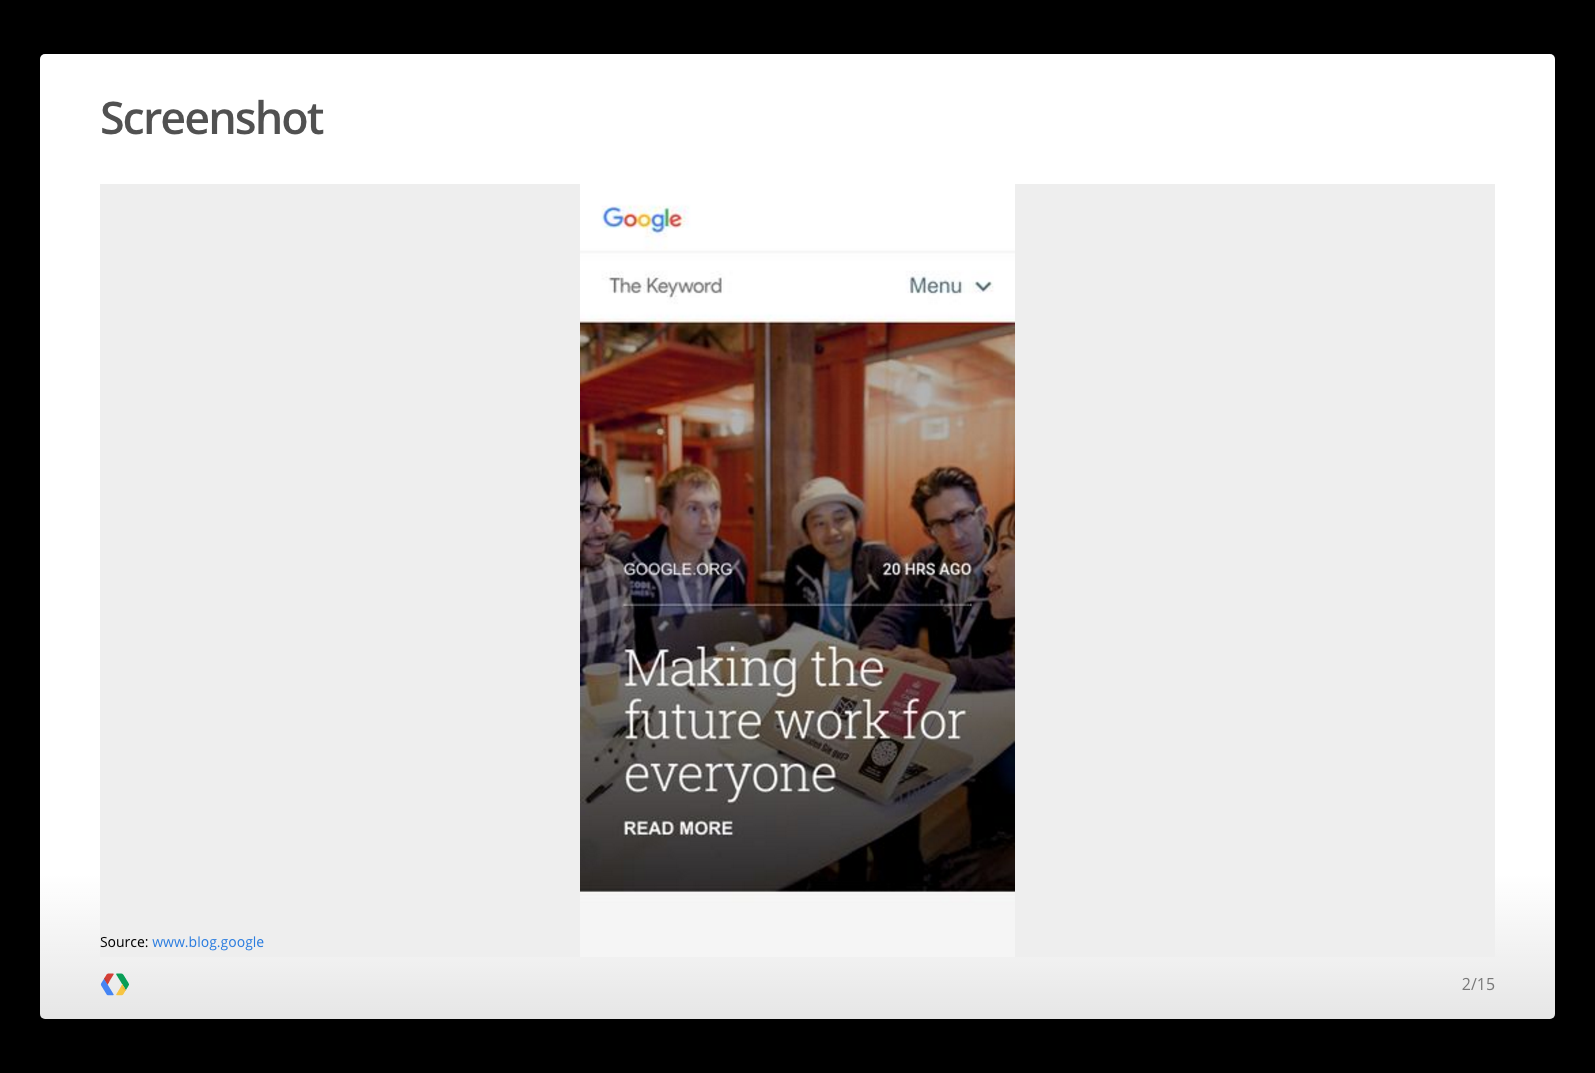 Screenshot
Google
The Keyword
Menu
GOOGLE.ORG
20 HRS AGO
Making the
future work for
everyone
READ MORE
Source: www.blog.google
2/15